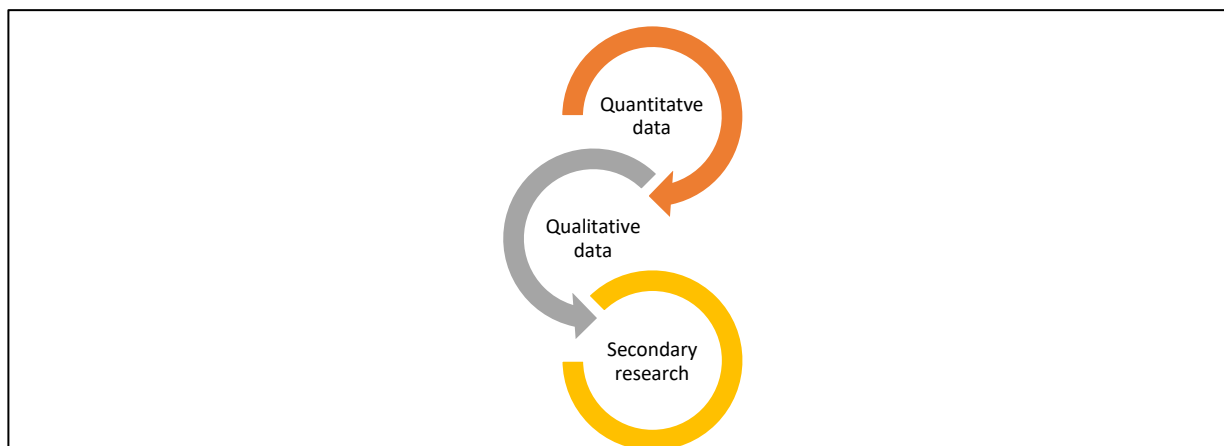 Quantitatve
data
Qualitative
data
Secondary
research